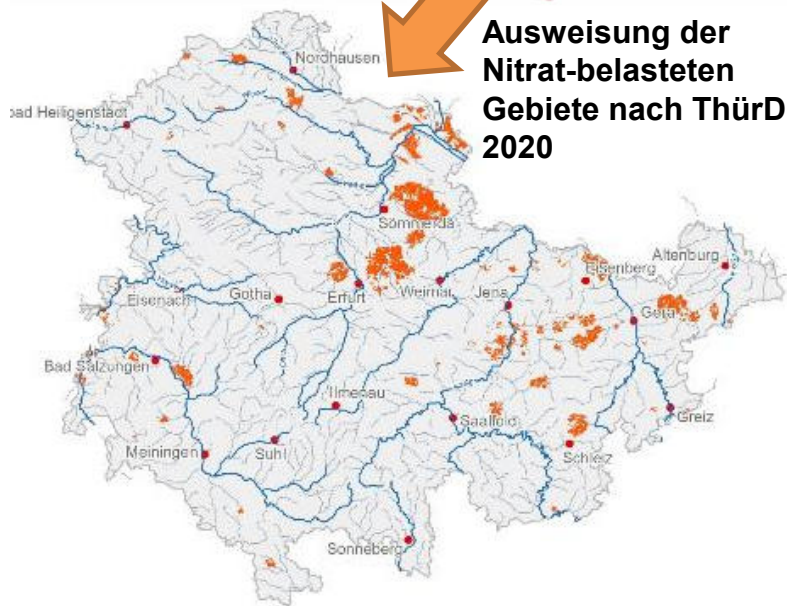 Ausweisung der
Nitrat-belasteten
Gebiete nach ThürD
2020
Nordhausen
bad Heiligenstadt
Sömmerda
Altenburg
Eisenberg
Eisenach
Gotha
Erfurt
Weimar
Jena
Gera
Bad Salzungen
Ilmenau
Saalfeld
Greiz
Meiningen
Suhl
Schleiz
Sonneberg